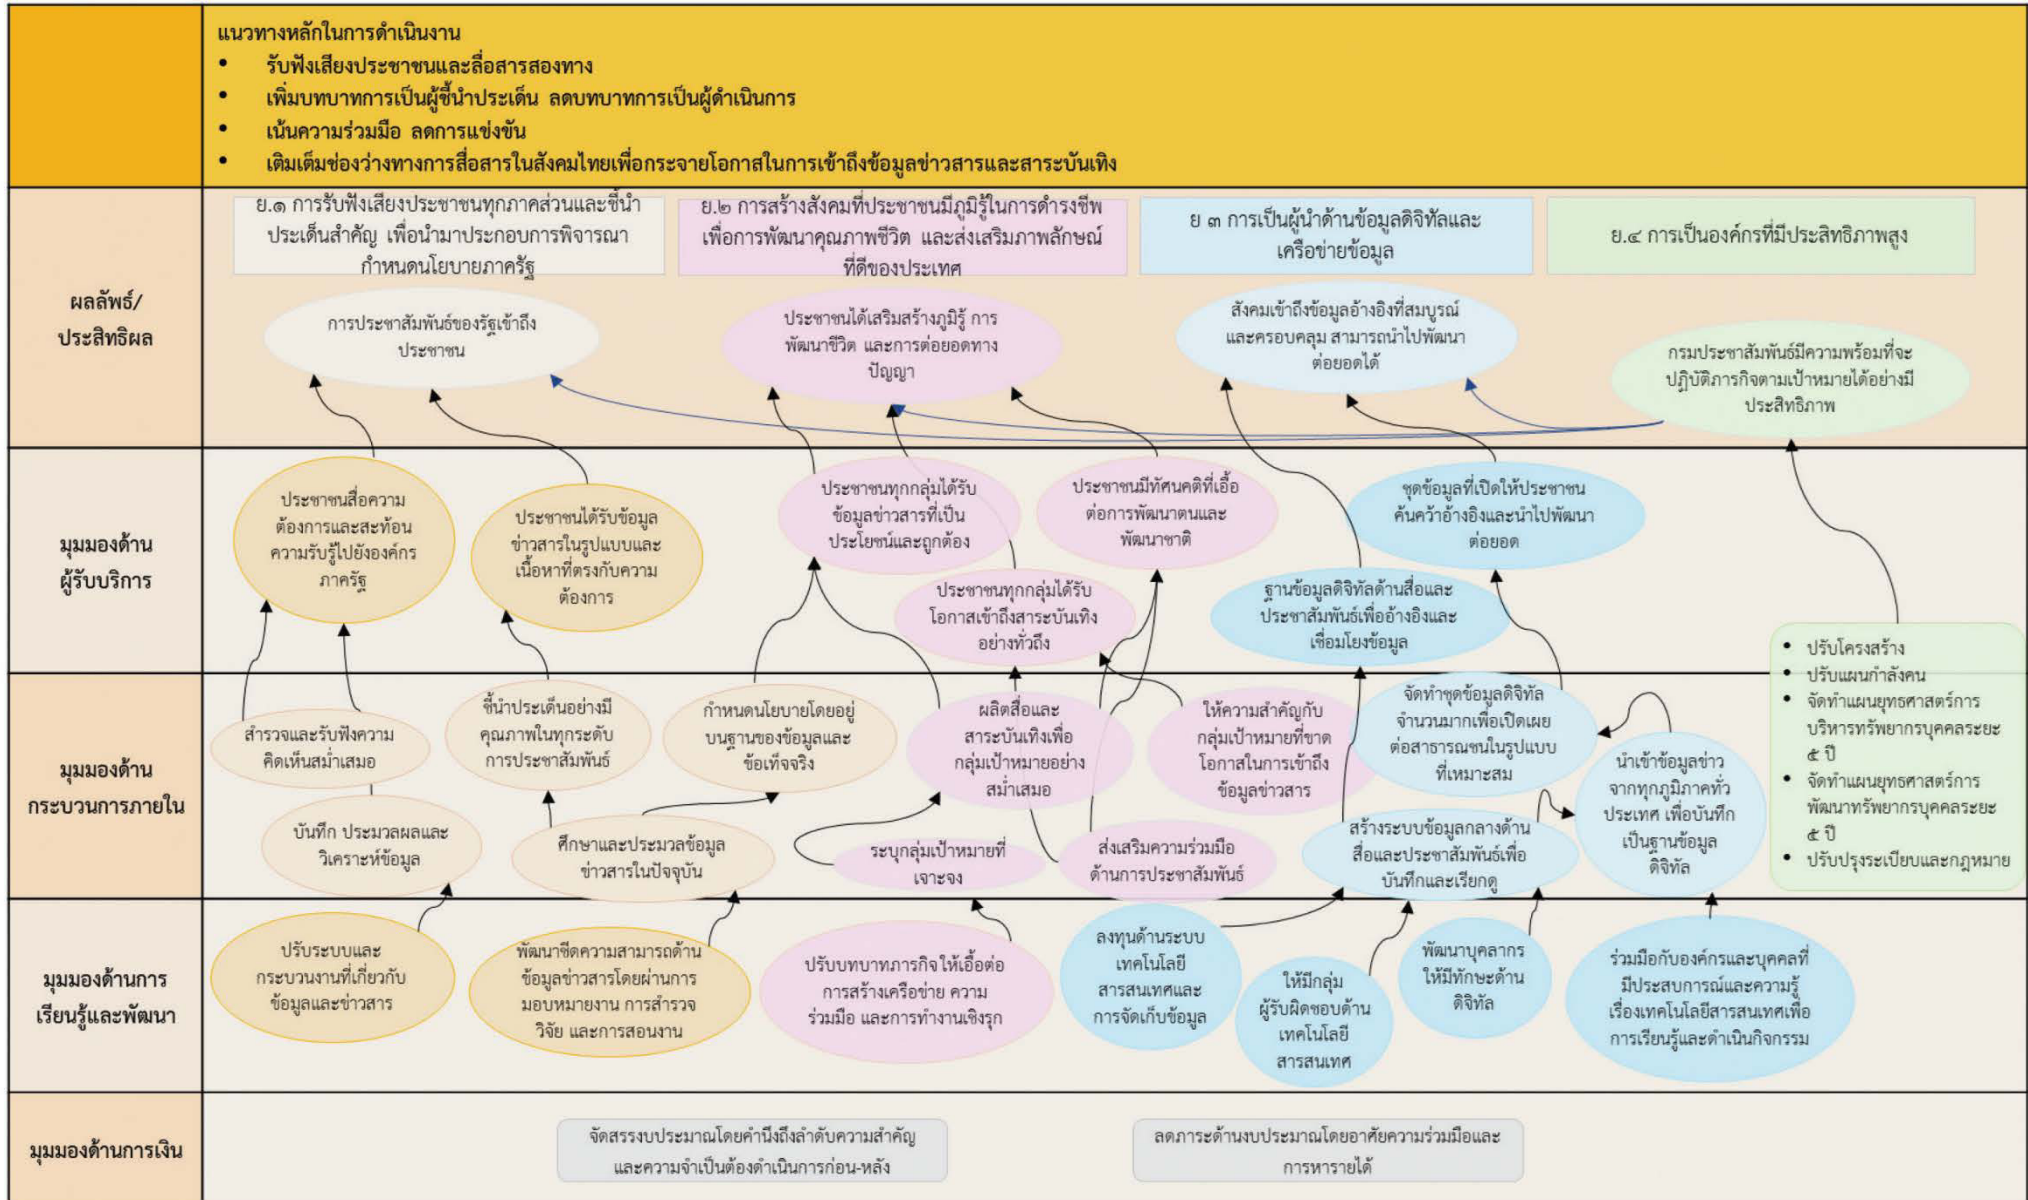 แนวทางหลักในการดำเนินงาน
• รับฟังเสียงประชาชนและลื่อสารสองทาง
• เพิ่มบทบาทการเป็นผู้ชี้นำประเด็น ลดบทบาทการเป็นผู้ดำเนินการ
• เน้นความร่วมมือ ลดการแข่งขัน
• เติมเต็มช่องว่างทางการสื่อสารในสังคมไทยเพื่อกระจายโอกาสในการเข้าถึงข้อมูลข่าวสารและสาระบันเทิง
ผลลัพธ์/
ประสิทธิผล
ย.๑ การรับฟังเสียงประชาชนทุกภาคส่วนและชี้นำ
ประเด็นสำคัญ เพื่อนำมาประกอบการพิจารณา
กำหนดนโยบายภาครัฐ
ย.๒ การสร้างสังคมที่ประชาชนมีภูมิรู้ในการดำรงชีพ
เพื่อการพัฒนาคุณภาพชีวิต และส่งเสริมภาพลักษณ์
ที่ดีของประเทศ
ย ๓ การเป็นผู้นำด้านข้อมูลดิจิทัลและ
เครือข่ายข้อมูล
ย.๔ การเป็นองค์กรที่มีประสิทธิภาพสูง
การประชาสัมพันธ์ของรัฐเข้าถึง
ประชาชน
ประชาชนได้เสริมสร้างภูมิรู้ การ
พัฒนาชีวิต และการต่อยอดทาง
ปัญญา
สังคมเข้าถึงข้อมูลอ้างอิงที่สมบูรณ์
และครอบคลุม สามารถนำไปพัฒนา
ต่อยอดได้
กรมประชาสัมพันธ์มีความพร้อมที่จะ
ปฏิบัติภารกิจตามเป้าหมายได้อย่างมี
ประสิทธิภาพ
มุมมองด้าน
ผู้รับบริการ
ประชาชนสื่อความ
ต้องการและสะท้อน
ความรับรู้ไปยังองค์กร
ภาครัฐ
ประชาชนได้รับข้อมูล
ข่าวสารในรูปแบบและ
เนื้อหาที่ตรงกับความ
ต้องการ
ประชาชนทุกกลุ่มได้รับ
ข้อมูลข่าวสารที่เป็น
ประโยชน์และถูกต้อง
ประชาชนทุกกลุ่มได้รับ
โอกาสเข้าถึงสาระบันเทิง
อย่างทั่วถึง
ประชาชนมีทัศนคติที่เอื้อ
ต่อการพัฒนาตนและ
พัฒนาชาติ
ฐานข้อมูลดิจิทัลด้านสื่อและ
ประชาสัมพันธ์เพื่ออ้างอิงและ
เชื่อมโยงข้อมูล
ชุดข้อมูลที่เปิดให้ประชาชน
ค้นคว้าอ้างอิงและนำไปพัฒนา
ต่อยอด
• ปรับโครงสร้าง
• ปรับแผนกำลังคน
• จัดทำแผนยุทธศาสตร์การ
บริหารทรัพยากรบุคคลระยะ
๕ ปี
• จัดทำแผนยุทธศาสตร์การ
พัฒนาทรัพยากรบุคคลระยะ
๕ ปี
• ปรับปรุงระเบียบและกฎหมาย
มุมมองด้าน
กระบวนการภายใน
สำรวจและรับฟังความ
คิดเห็นสม่ำเสมอ
บันทึก ประมวลผลและ
วิเคราะห์ข้อมูล
ชี้นำประเด็นอย่างมี
คุณภาพในทุกระดับ
การประชาสัมพันธ์
ศึกษาและประมวลข้อมูล
ข่าวสารในปัจจุบัน
กำหนดนโยบายโดยอยู่
บนฐานของข้อมูลและ
ข้อเท็จจริง
ระบุกลุ่มเป้าหมายที่
เจาะจง
ผลิตสื่อและ
สาระบันเทิงเพื่อ
กลุ่มเป้าหมายอย่าง
สม่ำเสมอ
ส่งเสริมความร่วมมือ
ด้านการประชาสัมพันธ์
ให้ความสำคัญกับ
กลุ่มเป้าหมายที่ขาด
โอกาสในการเข้าถึง
ข้อมูลข่าวสาร
จัดทำชุดข้อมูลดิจิทัล
จำนวนมากเพื่อเปิดเผย
ต่อสาธารณชนในรูปแบบ
ที่เหมาะสม
สร้างระบบข้อมูลกลางด้าน
สื่อและประชาสัมพันธ์เพื่อ
บันทึกและเรียกดู
นำเข้าข้อมูลข่าว
จากทุกภูมิภาคทั่ว
ประเทศ เพื่อบันทึก
เป็นฐานข้อมูล
ดิจิทัล
มุมมองด้านการ
เรียนรู้และพัฒนา
ปรับระบบและ
กระบวนงานที่เกี่ยวกับ
ข้อมูลและข่าวสาร
พัฒนาขีดความสามารถด้าน
ข้อมูลข่าวสารโดยผ่านการ
มอบหมายงาน การสำรวจ
วิจัย และการสอนงาน
ปรับบทบาทภารกิจ ให้เอื้อต่อ
การสร้างเครือข่าย ความ
ร่วมมือ และการทำงานเชิงรุก
ลงทุนด้านระบบ
เทคโนโลยี
สารสนเทศและ
การจัดเก็บข้อมูล
ให้มีกลุ่ม
ผู้รับผิดชอบด้าน
เทคโนโลยี
สารสนเทศ
พัฒนาบุคลากร
ให้มีทักษะด้าน
ดิจิทัล
ร่วมมือกับองค์กรและบุคคลที่
มีประสบการณ์และความรู้
เรื่องเทคโนโลยีสารสนเทศเพื่อ
การเรียนรู้และดำเนินกิจกรรม
มุมมองด้านการเงิน
จัดสรรงบประมาณโดยคำนึงถึงลำดับความสำคัญ
และความจำเป็นต้องดำเนินการก่อน-หลัง
ลดภาระด้านงบประมาณโดยอาศัยความร่วมมือและ
การหารายได้